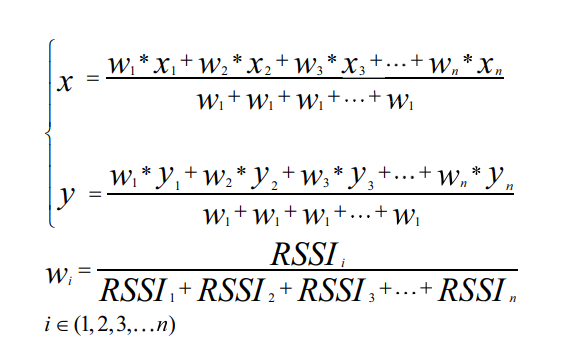 x = w₁*x₁+w₂*x₂+w₃*x₃+…+wₙ*xₙ
w₁+w₁+w₁+…+w₁
y = w₁*y₁+w₂*y₂+w₃*y₃+…+wₙ*yₙ
w₁+w₁+w₁+…+w₁
wᵢ = RSSIᵢ
RSSI₁+RSSI₂+RSSI₃+…+RSSIₙ
i∈(1,2,3,…n)